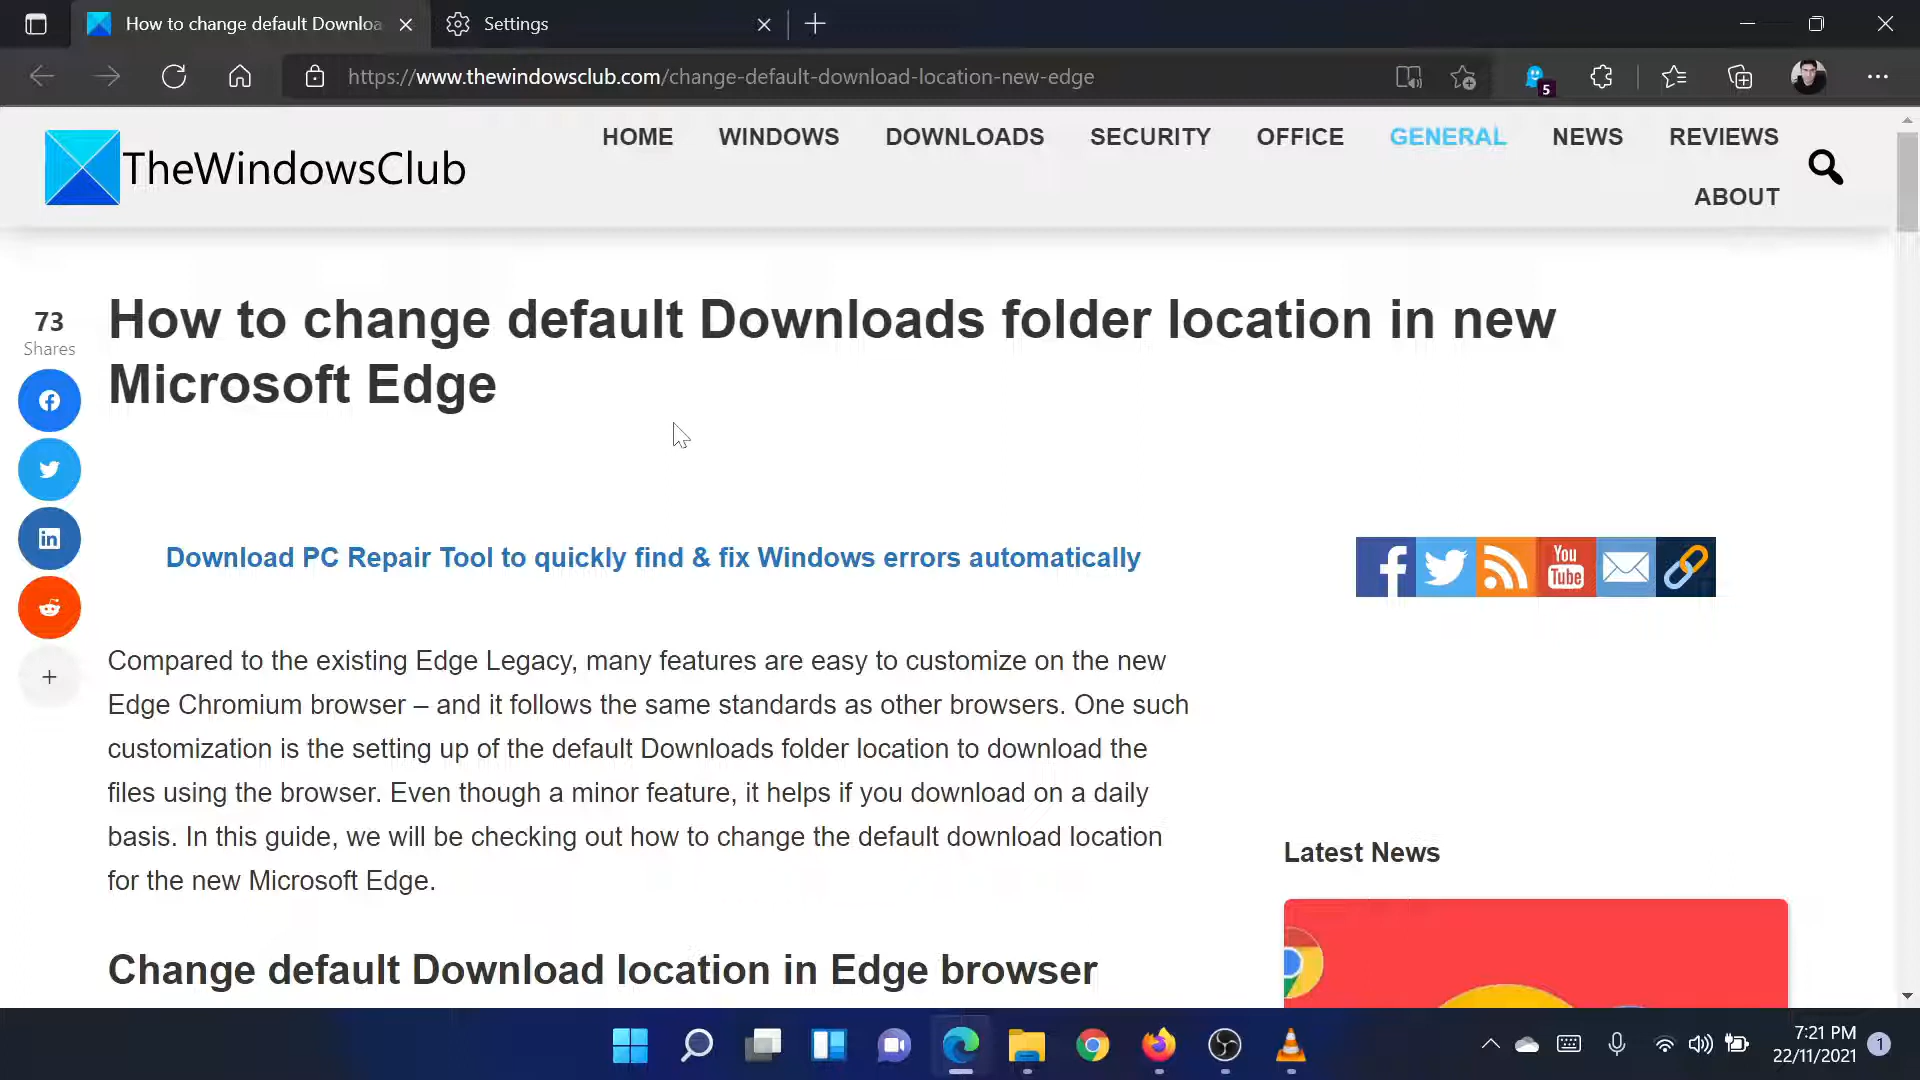 How to change default Downloa
Settings
https://www.thewindowsclub.com/change-default-download-location-new-edge
5
TheWindowsClub
HOME WINDOWS DOWNLOADS SECURITY OFFICE GENERAL NEWS REVIEWS
ABOUT
How to change default Downloads folder location in new
Microsoft Edge
73
Shares
Download PC Repair Tool to quickly find & fix Windows errors automatically
You
Tube
Compared to the existing Edge Legacy, many features are easy to customize on the new
Edge Chromium browser – and it follows the same standards as other browsers. One such
customization is the setting up of the default Downloads folder location to download the
files using the browser. Even though a minor feature, it helps if you download on a daily
basis. In this guide, we will be checking out how to change the default download location
for the new Microsoft Edge.
Latest News
Change default Download location in Edge browser
7:21 PM
22/11/2021
1